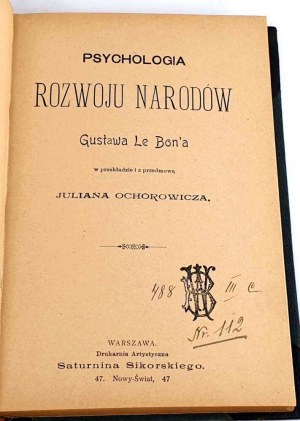 PSYCHOLOGIA
ROZWOJU NARODÓW
Gustawa Le Bon'a
w przekładzie i z przedmową
JULIANA OCHOROWICZA.
488 III c
Nr. 112
WARSZAWA.
Drukarnia Artystyczna
Saturnina Sikorskiego.
47. Nowy-Świat, 47